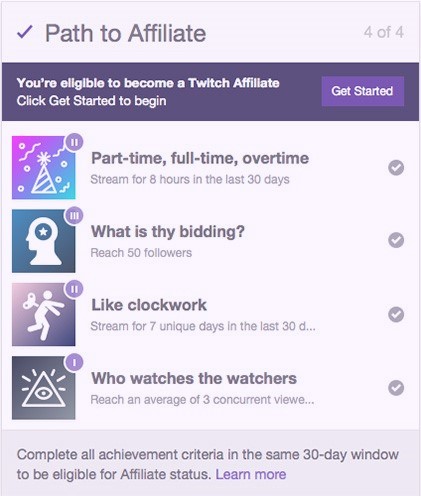 Path to Affiliate
4 of 4
You're eligible to become a Twitch Affiliate
Click Get Started to begin
Get Started
II
Part-time, full-time, overtime
Stream for 8 hours in the last 30 days
III
What is thy bidding?
Reach 50 followers
II
Like clockwork
Stream for 7 unique days in the last 30 d...
I
Who watches the watchers
Reach an average of 3 concurrent viewe...
Complete all achievement criteria in the same 30-day window
to be eligible for Affiliate status. Learn more